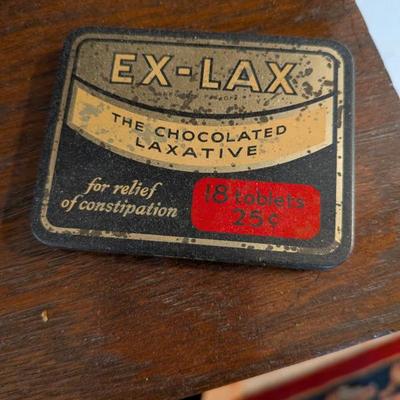 EX-LAX
THE CHOCOLATED
LAXATIVE
for relief
of constipation
18 tablets
25¢